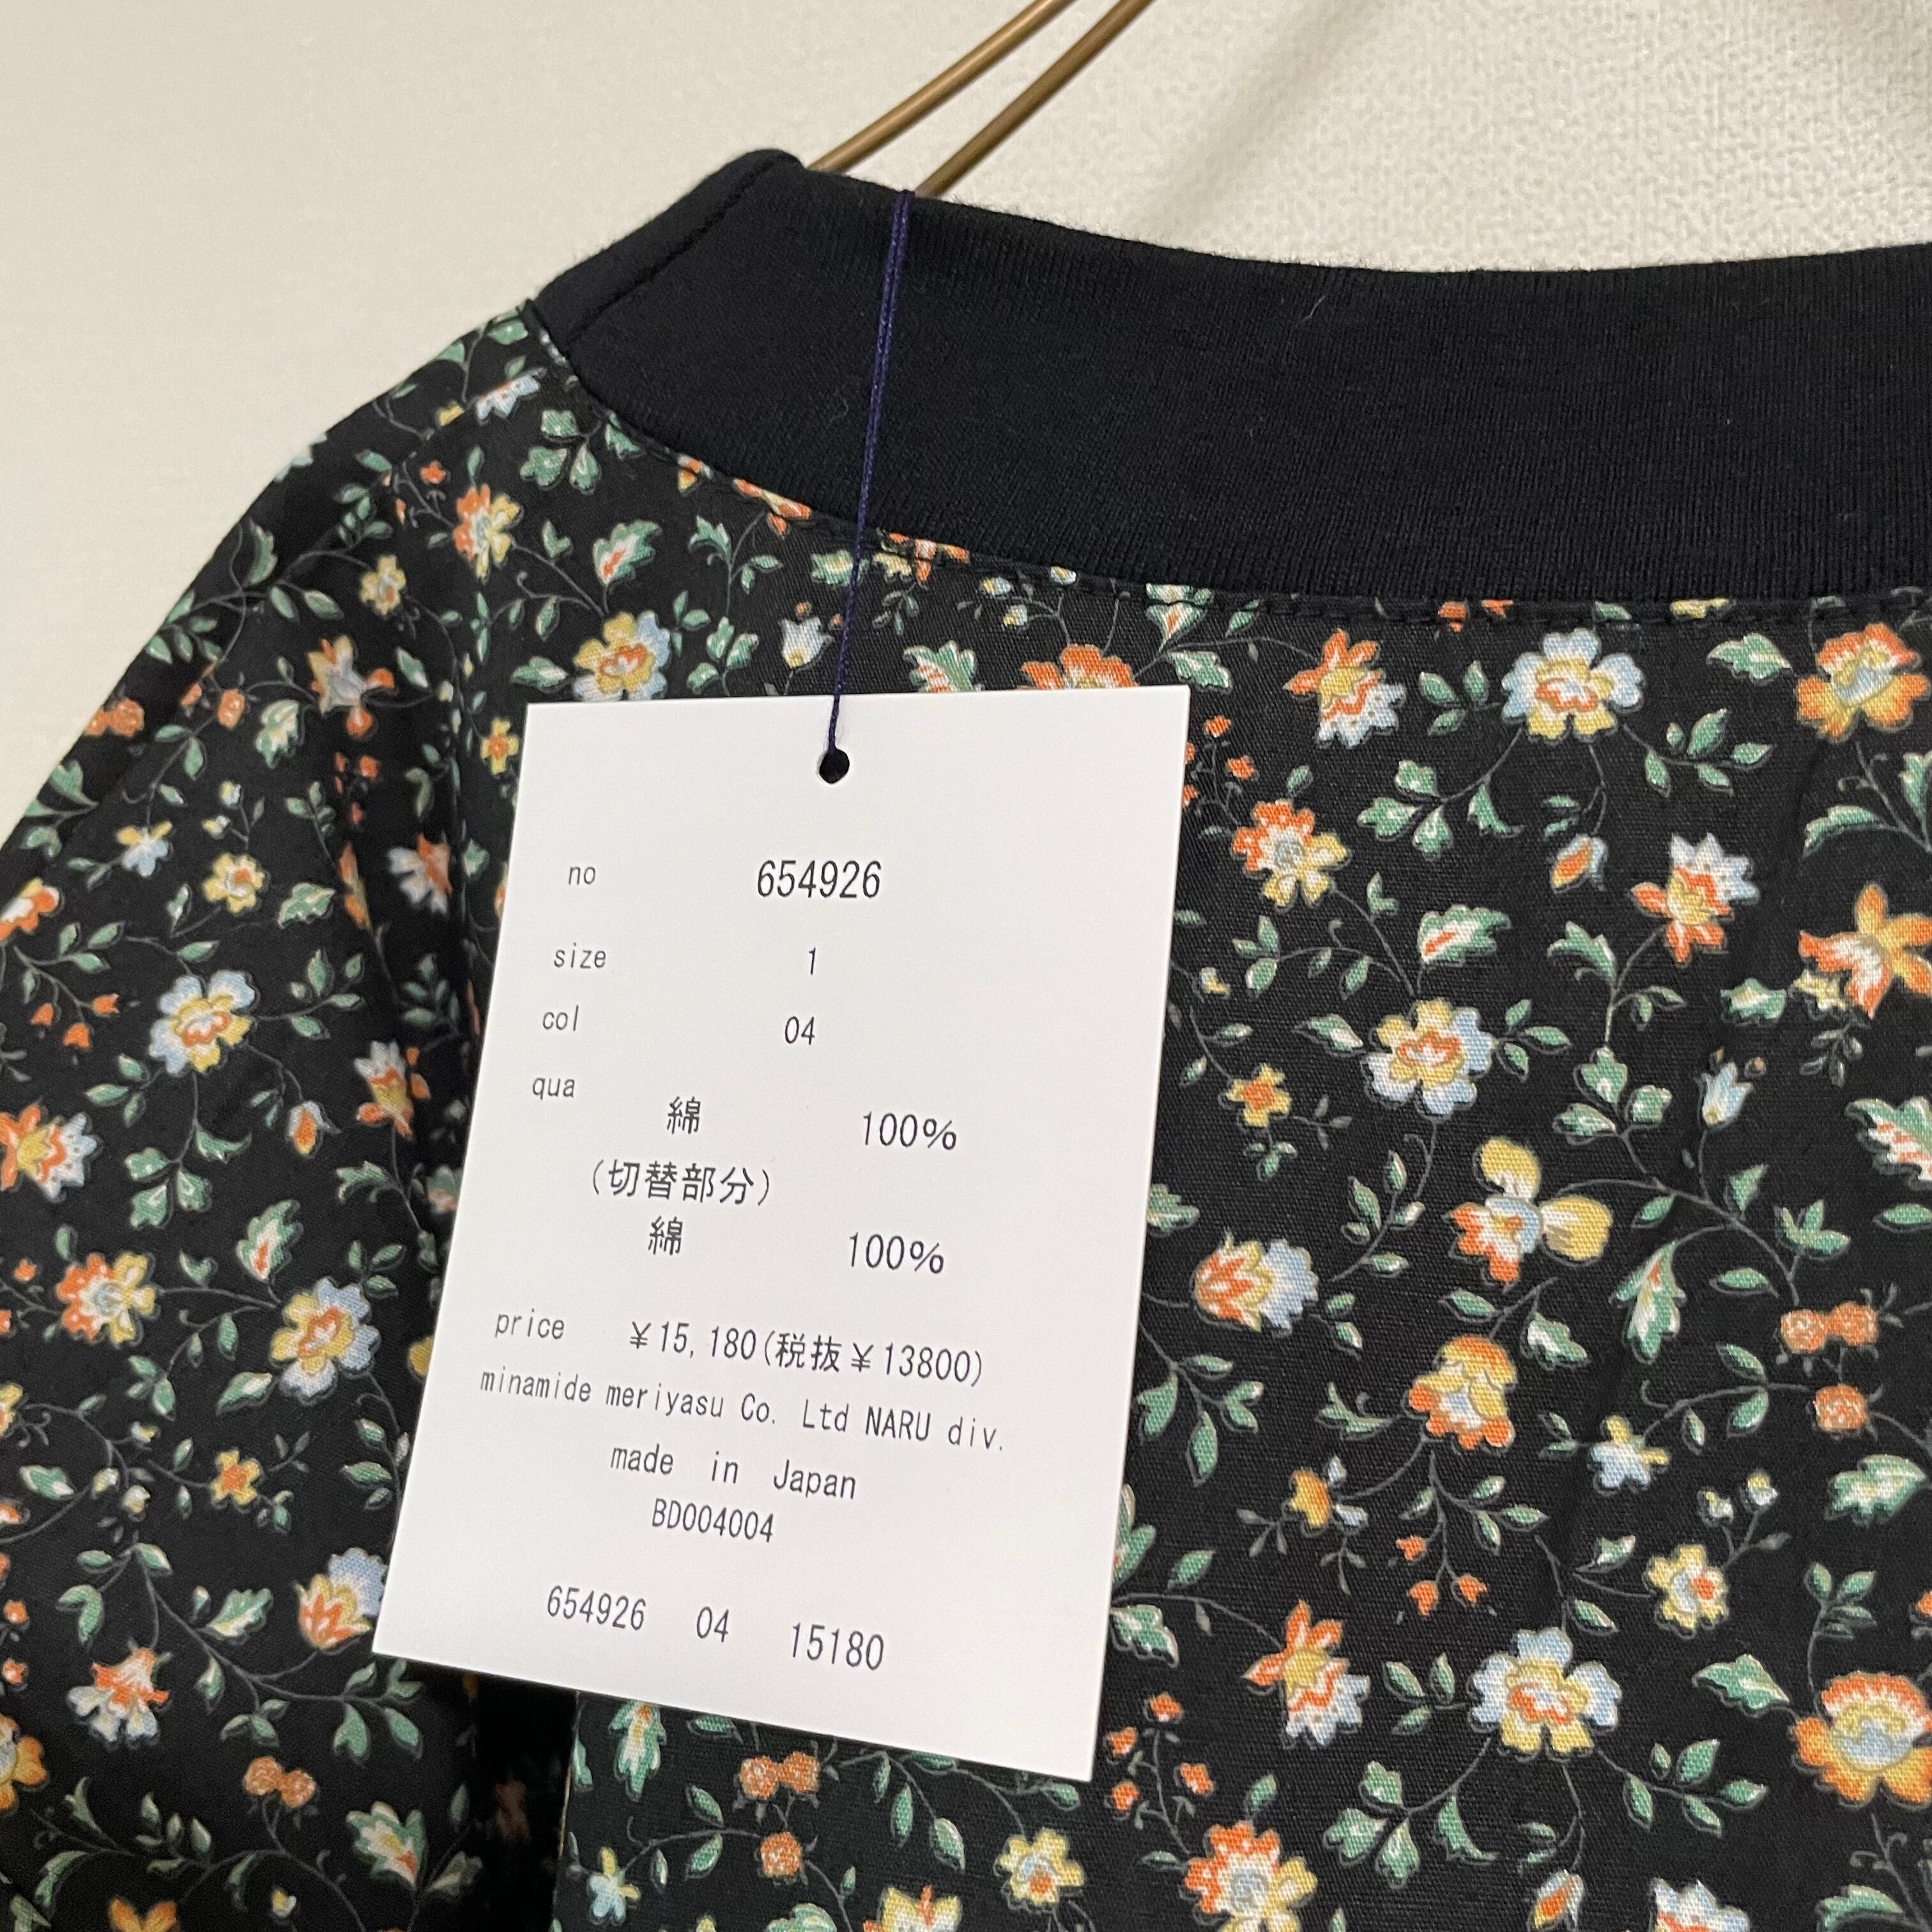 no 654926
size 1
col 04
qua
綿 100%
(切替部分)
綿 100%
price ¥15,180(税抜¥13800)
minamide meriyasu Co. Ltd NARU div.
made in Japan
BD004004
654926 04 15180